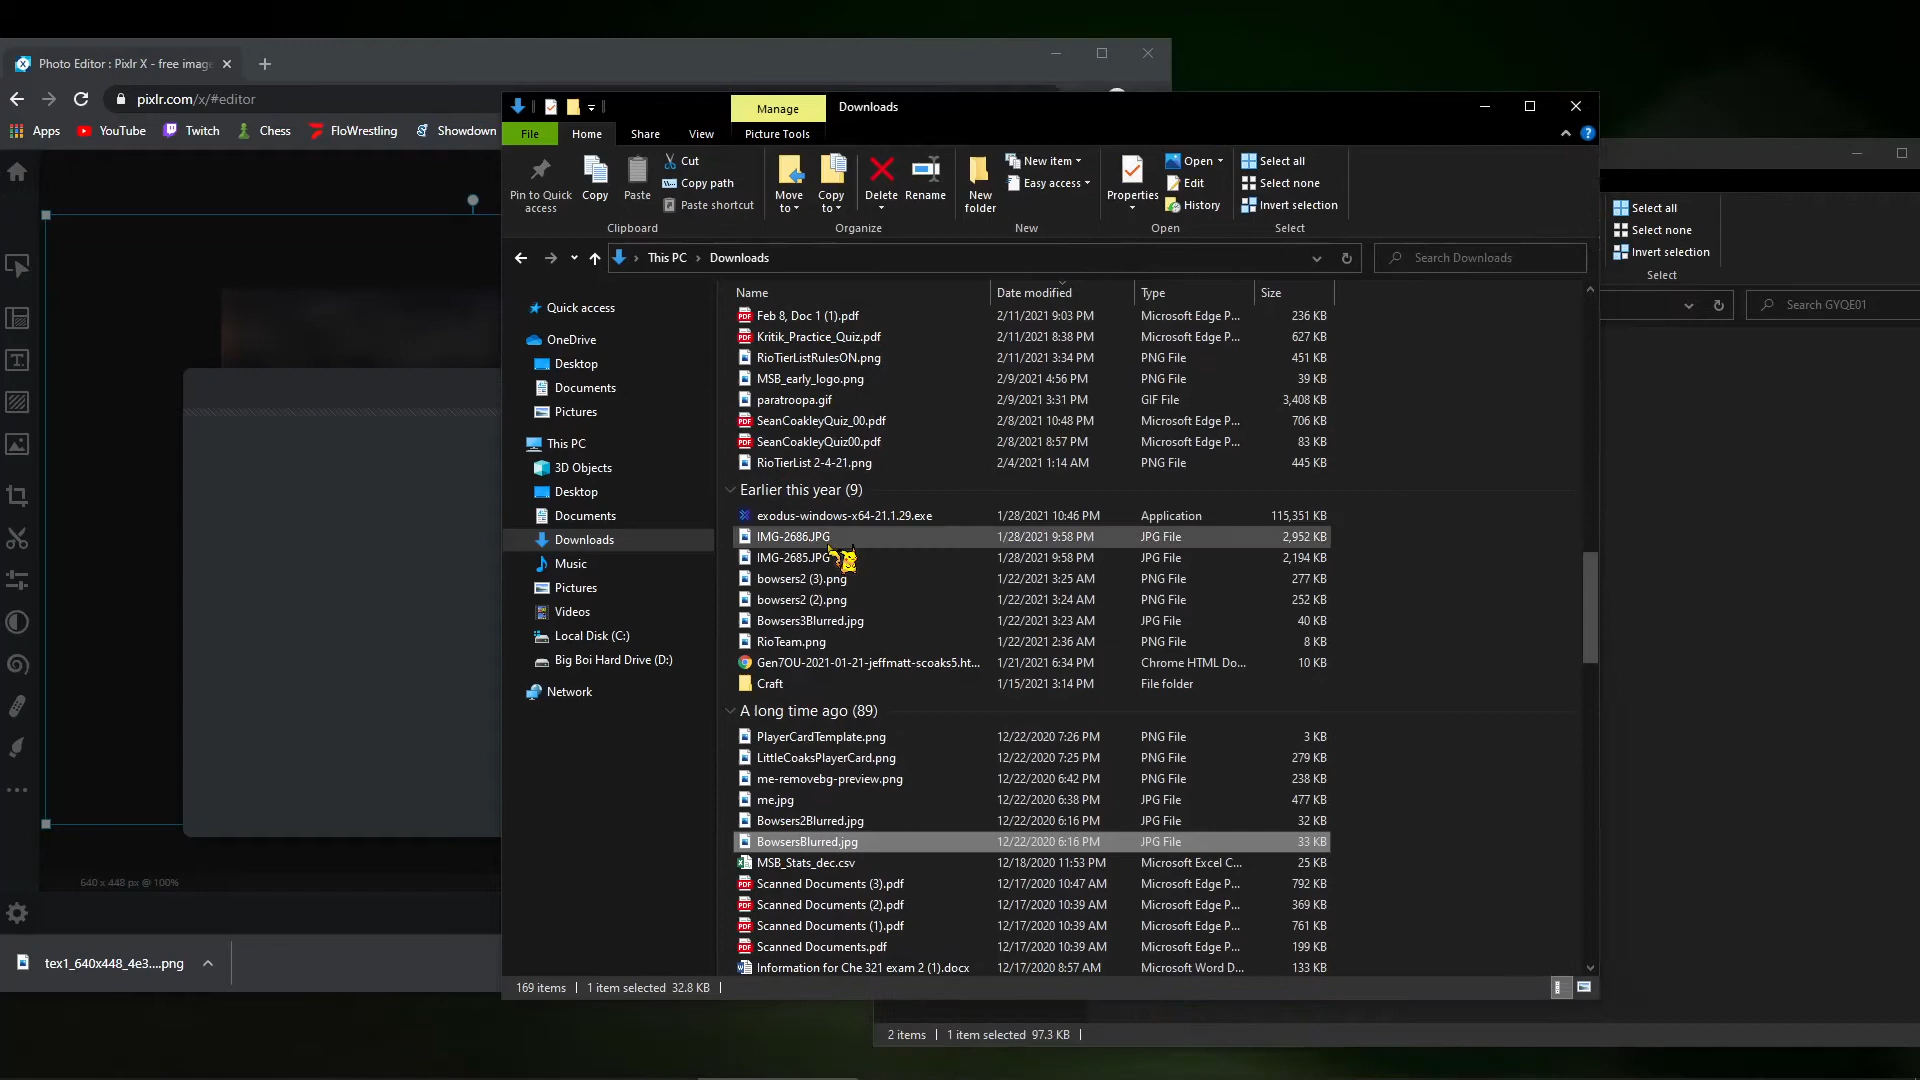 Photo Editor : Pixlr X - free imag
pixlr.com/x/#editor
Apps YouTube Twitch Chess FloWrestling Showdown
Manage Downloads
File Home Share View Picture Tools
Pin to Quick access Copy Paste Cut Copy path Paste shortcut
Move to Copy to Delete Rename New folder New item Easy access
Properties Open Edit History Select all Select none Invert selection
Clipboard Organize New Open Select
Select all
Select none
Invert selection
Select
This PC Downloads Search Downloads
Search GYQE01
Quick access
OneDrive
Desktop
Documents
Pictures
This PC
3D Objects
Desktop
Documents
Downloads
Music
Pictures
Videos
Local Disk (C:)
Big Boi Hard Drive (D:)
Network
Name Date modified Type Size
Feb 8, Doc 1 (1).pdf 2/11/2021 9:03 PM Microsoft Edge P... 236 KB
Kritik_Practice_Quiz.pdf 2/11/2021 8:38 PM Microsoft Edge P... 627 KB
RioTierListRulesON.png 2/11/2021 3:34 PM PNG File 451 KB
MSB_early_logo.png 2/9/2021 4:56 PM PNG File 39 KB
paratroopa.gif 2/9/2021 3:31 PM GIF File 3,408 KB
SeanCoakleyQuiz_00.pdf 2/8/2021 10:48 PM Microsoft Edge P... 706 KB
SeanCoakleyQuiz00.pdf 2/8/2021 8:57 PM Microsoft Edge P... 83 KB
RioTierList 2-4-21.png 2/4/2021 1:14 AM PNG File 445 KB
Earlier this year (9)
exodus-windows-x64-21.1.29.exe 1/28/2021 10:46 PM Application 115,351 KB
IMG-2686.JPG 1/28/2021 9:58 PM JPG File 2,952 KB
IMG-2685.JPG 1/28/2021 9:58 PM JPG File 2,194 KB
bowsers2 (3).png 1/22/2021 3:25 AM PNG File 277 KB
bowsers2 (2).png 1/22/2021 3:24 AM PNG File 252 KB
Bowsers3Blurred.jpg 1/22/2021 3:23 AM JPG File 40 KB
RioTeam.png 1/22/2021 2:36 AM PNG File 8 KB
Gen7OU-2021-01-21-jeffmatt-scoaks5.ht... 1/21/2021 6:34 PM Chrome HTML Do... 10 KB
Craft 1/15/2021 3:14 PM File folder
A long time ago (89)
PlayerCardTemplate.png 12/22/2020 7:26 PM PNG File 3 KB
LittleCoaksPlayerCard.png 12/22/2020 7:25 PM PNG File 279 KB
me-removebg-preview.png 12/22/2020 6:42 PM PNG File 238 KB
me.jpg 12/22/2020 6:38 PM JPG File 477 KB
Bowsers2Blurred.jpg 12/22/2020 6:16 PM JPG File 32 KB
BowsersBlurred.jpg 12/22/2020 6:16 PM JPG File 33 KB
MSB_Stats_dec.csv 12/18/2020 11:53 PM Microsoft Excel C... 25 KB
Scanned Documents (3).pdf 12/17/2020 10:47 AM Microsoft Edge P... 792 KB
Scanned Documents (2).pdf 12/17/2020 10:39 AM Microsoft Edge P... 369 KB
Scanned Documents (1).pdf 12/17/2020 10:39 AM Microsoft Edge P... 761 KB
Scanned Documents.pdf 12/17/2020 10:39 AM Microsoft Edge P... 199 KB
Information for Che 321 exam 2 (1).docx 12/17/2020 8:57 AM Microsoft Word D... 133 KB
169 items 1 item selected 32.8 KB
640 x 448 px @ 100%
tex1_640x448_4e3....png
2 items 1 item selected 97.3 KB